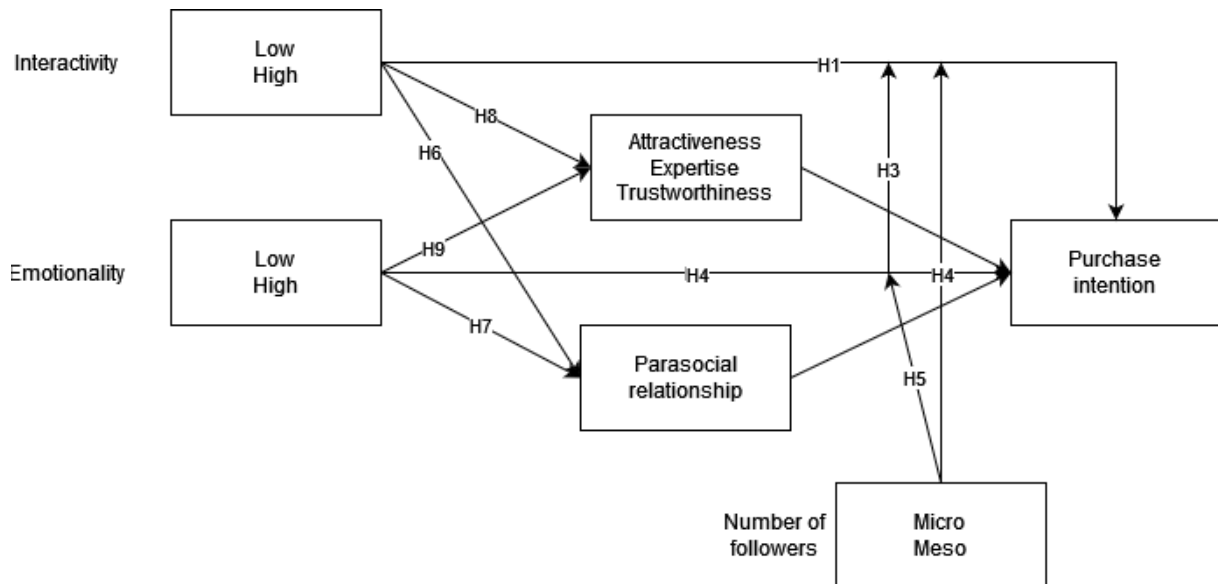 Interactivity
Low
High
H1
H8
H6
Attractiveness
Expertise
Trustworthiness
H3
H9
Emotionality
Low
High
H4
H4
Purchase
intention
H7
Parasocial
relationship
H5
Number of
followers
Micro
Meso